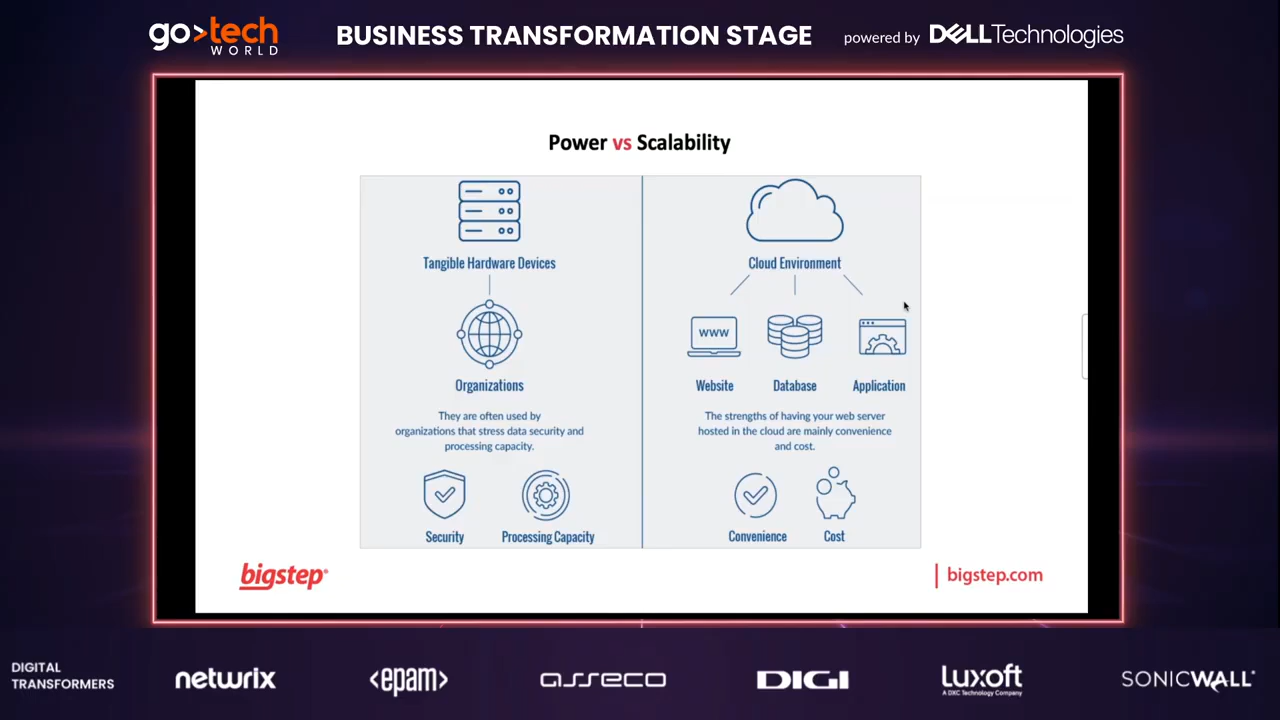 go>tech
WORLD
BUSINESS TRANSFORMATION STAGE
powered by DELLTechnologies
Power vs Scalability
Tangible Hardware Devices
Organizations
They are often used by
organizations that stress data security and
processing capacity.
Security
Processing Capacity
Cloud Environment
www
Website
Database
Application
The strengths of having your web server
hosted in the cloud are mainly convenience
and cost.
Convenience
Cost
bigstep®
bigstep.com
DIGITAL
TRANSFORMERS
netwrix
<epam>
asseco
DIGI
Luxoft
A DXC Technology Company
SONICWALL